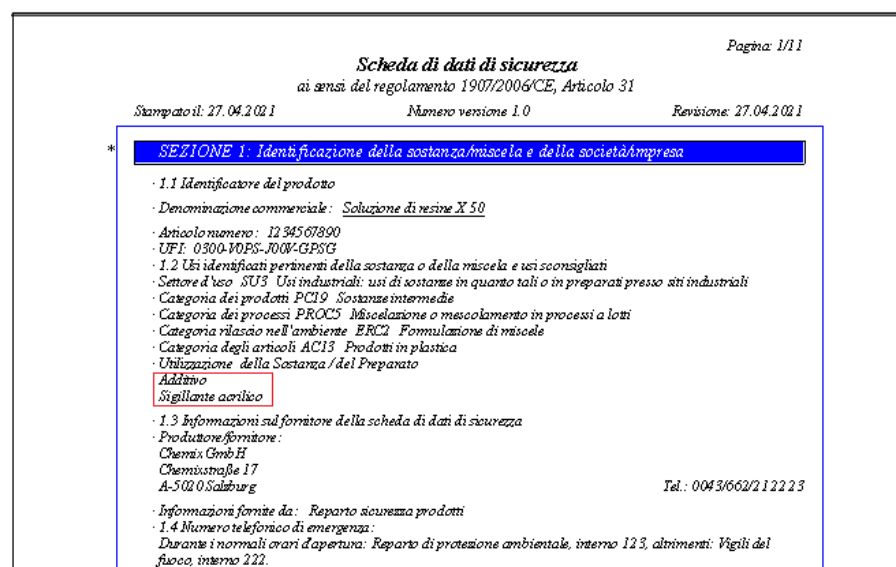 Pagina: 1/11
Scheda di dati di sicurezza
ai sensi del regolamento 1907/2006/CE, Articolo 31
Stampato il: 27.04.2021 Numero versione 1.0 Revisione: 27.04.2021
* SEZIONE 1: Identificazione della sostanza/miscela e della società/impresa
· 1.1 Identificatore del prodotto
· Denominazione commerciale: Soluzione di resine X 50
· Articolo numero: 1234567890
· UFI: 0300-V0PS-J00V-GPSG
· 1.2 Usi identificati pertinenti della sostanza o della miscela e usi sconsigliati
· Settore d'uso SU3 Usi industriali: usi di sostanze in quanto tali o in preparati presso siti industriali
· Categoria dei prodotti PC19 Sostanze intermedie
· Categoria dei processi PROC5 Miscelazione o mescolamento in processi a lotti
· Categoria rilascio nell'ambiente ERC2 Formulazione di miscele
· Categoria degli articoli AC13 Prodotti in plastica
· Utilizzazione della Sostanza / del Preparato
Additivo
Sigillante acrilico
· 1.3 Informazioni sul fornitore della scheda di dati di sicurezza
· Produttore/fornitore:
Chemix GmbH
Chemixstraße 17
A-5020 Salzburg Tel.: 0043/662/212223
· Informazioni fornite da: Reparto sicurezza prodotti
· 1.4 Numero telefonico di emergenza:
Durante i normali orari d'apertura: Reparto di protezione ambientale, interno 123, altrimenti: Vigili del
fuoco, interno 222.